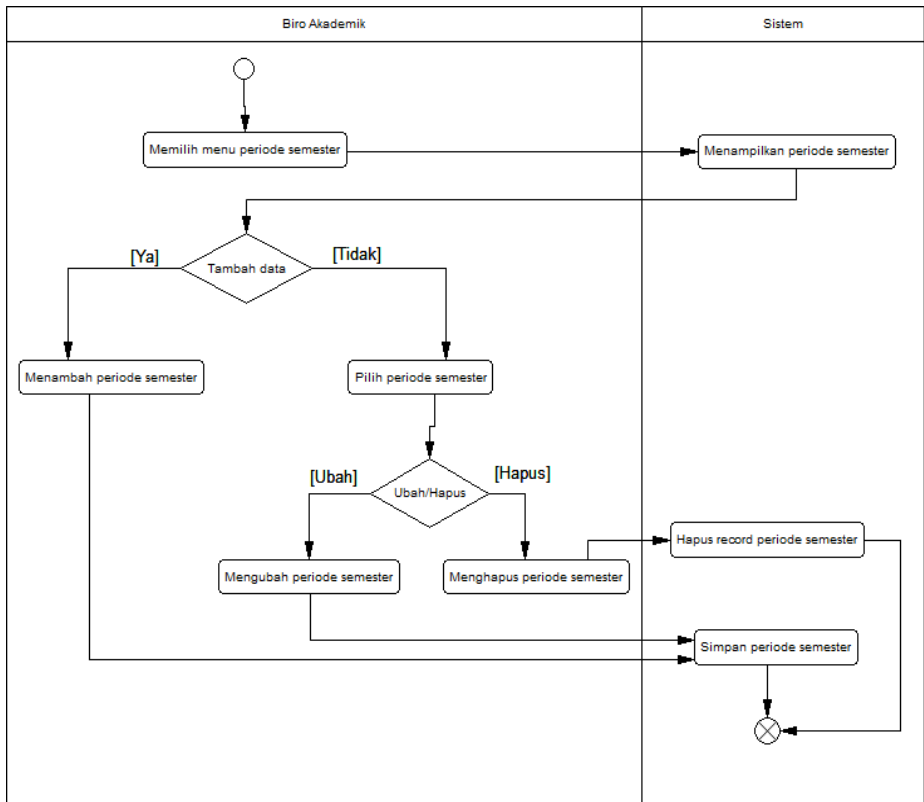 Biro Akademik
Sistem
Memilih menu periode semester
Menampilkan periode semester
[Ya]
Tambah data
[Tidak]
Menambah periode semester
Pilih periode semester
[Ubah]
Ubah/Hapus
[Hapus]
Hapus record periode semester
Mengubah periode semester
Menghapus periode semester
Simpan periode semester